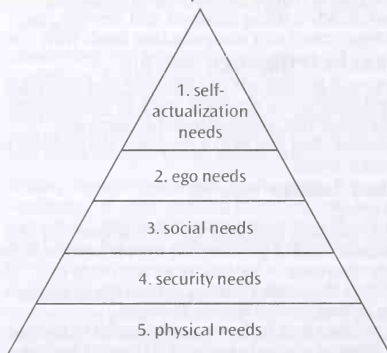 1. self-
actualization
needs
2. ego needs
3. social needs
4. security needs
5. physical needs